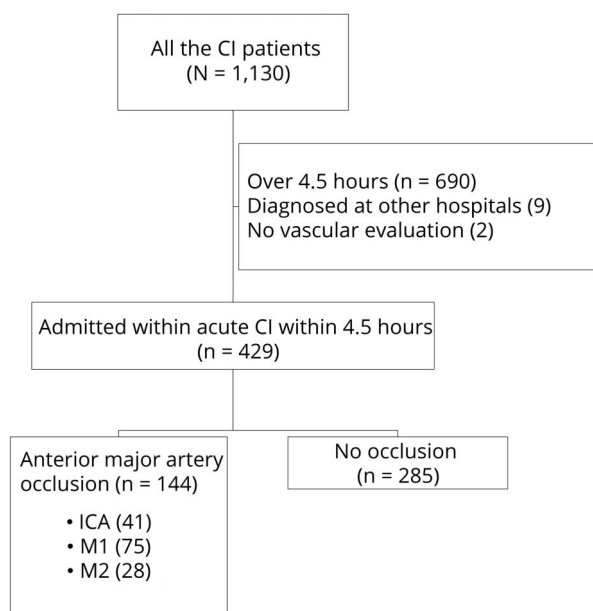 All the CI patients
(N = 1,130)
Over 4.5 hours (n = 690)
Diagnosed at other hospitals (9)
No vascular evaluation (2)
Admitted within acute CI within 4.5 hours
(n = 429)
Anterior major artery
occlusion (n = 144)
• ICA (41)
• M1 (75)
• M2 (28)
No occlusion
(n = 285)